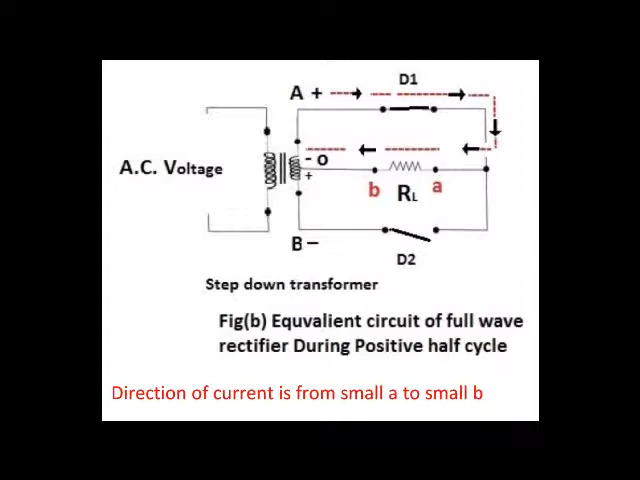 D1
A +
- o
A.C. Voltage
+
b
a
RL
B –
D2
Step down transformer
Fig(b) Equvalient circuit of full wave
rectifier During Positive half cycle
Direction of current is from small a to small b